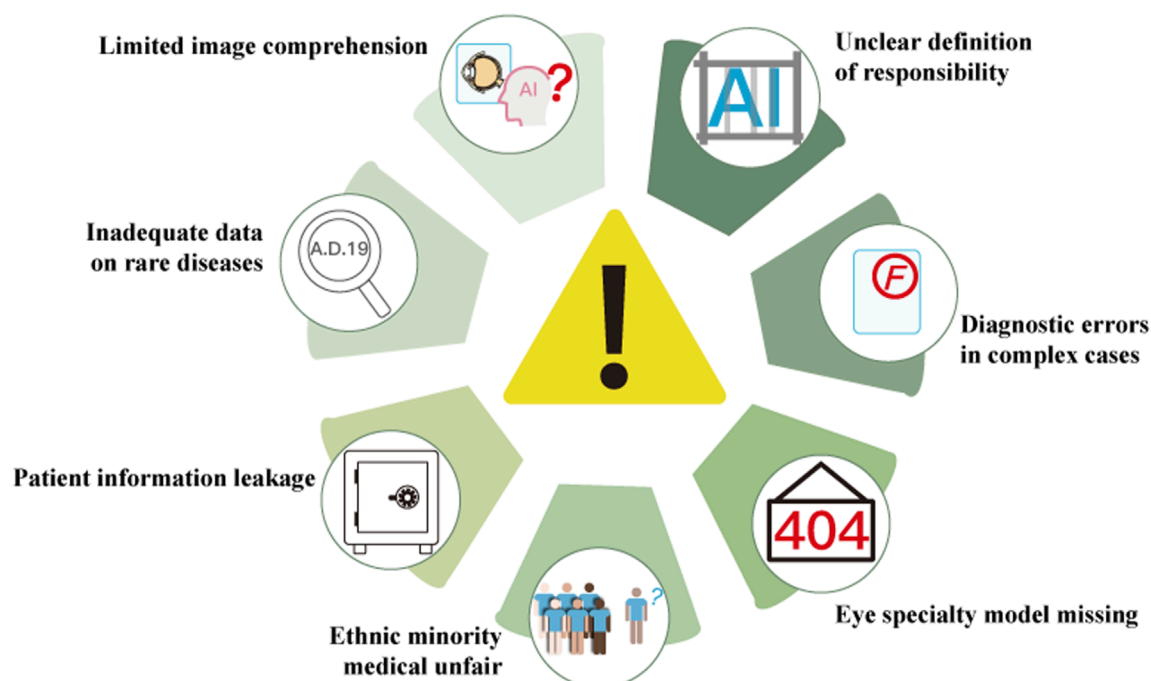 Limited image comprehension
AI
?
Unclear definition
of responsibility
AI
Inadequate data
on rare diseases
A.D.19
!
F
Diagnostic errors
in complex cases
Patient information leakage
404
Eye specialty model missing
?
Ethnic minority
medical unfair